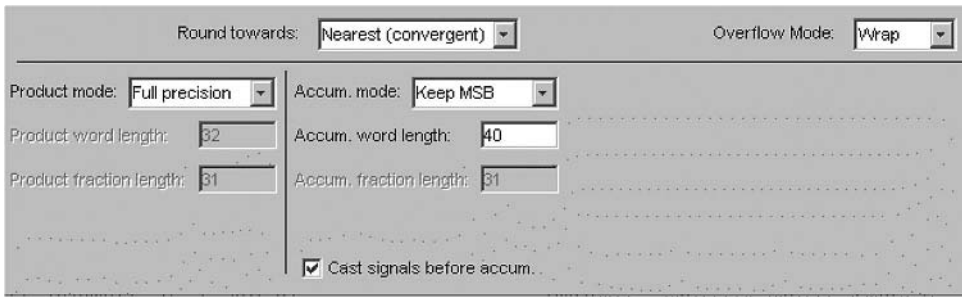 Round towards: Nearest (convergent) Overflow Mode: Wrap
Product mode: Full precision Accum. mode: Keep MSB
Product word length: 32 Accum. word length: 40
Product fraction length: 31 Accum. fraction length: 31
Cast signals before accum.